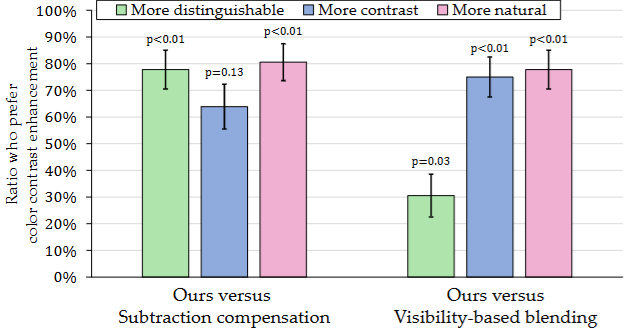 More distinguishable More contrast More natural
100%
90%
80%
70%
60%
50%
40%
30%
20%
10%
0%
Ratio who prefer
color contrast enhancement
p<0.01
p=0.13
p<0.01
p=0.03
p<0.01
p<0.01
Ours versus
Subtraction compensation
Ours versus
Visibility-based blending